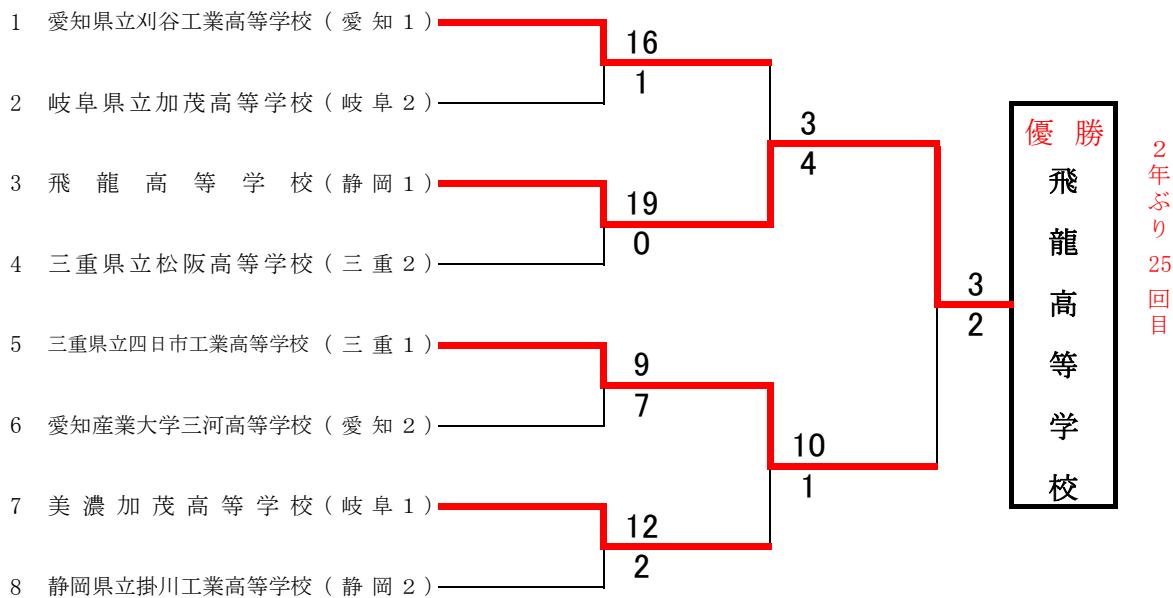 1 愛知県立刈谷工業高等学校 ( 愛 知 1 )
16
1
2 岐阜県立加茂高等学校 ( 岐 阜 2 )
3
4
3 飛龍高等学校 ( 静 岡 1 )
19
0
4 三重県立松阪高等学校 ( 三 重 2 )
3
2
5 三重県立四日市工業高等学校 ( 三 重 1 )
9
7
6 愛知産業大学三河高等学校 ( 愛 知 2 )
10
1
7 美濃加茂高等学校 ( 岐 阜 1 )
12
2
8 静岡県立掛川工業高等学校 ( 静 岡 2 )
優 勝
飛龍高等学校
2年ぶり 25 回目